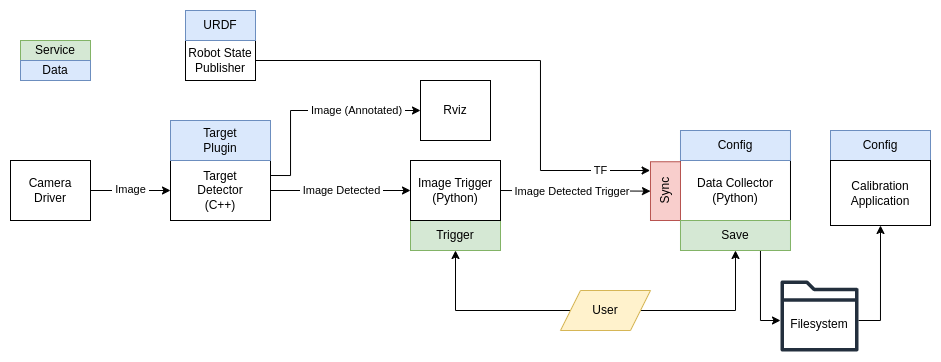 URDF
Service
Data
Robot State
Publisher
Image (Annotated)
Rviz
Target
Plugin
Config
Config
Camera
Driver
Image
Target
Detector
(C++)
Image Detected
Image Trigger
(Python)
TF
Image Detected Trigger
Sync
Data Collector
(Python)
Calibration
Application
Trigger
Save
User
Filesystem